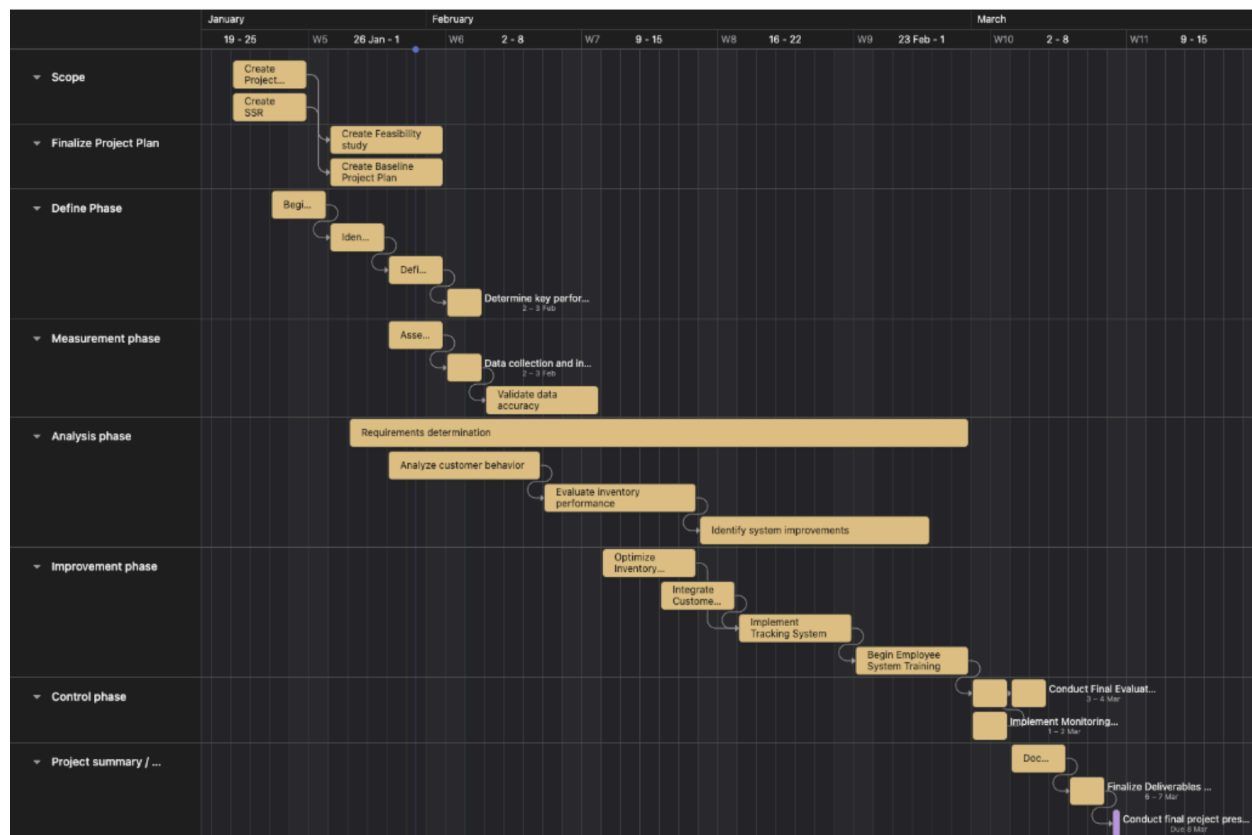 January
February
March
19 - 25
W5
26 Jan - 1
W6
2 - 8
W7
9 - 15
W8
16 - 22
W9
23 Feb - 1
W10
2 - 8
W11
9 - 15
Scope
Create
Project...
Create
SSR
Finalize Project Plan
Create Feasibility
study
Create Baseline
Project Plan
Define Phase
Begi...
Iden...
Defi...
Determine key perfor...
2 – 3 Feb
Measurement phase
Asse...
Data collection and in...
2 – 3 Feb
Validate data
accuracy
Analysis phase
Requirements determination
Analyze customer behavior
Evaluate inventory
performance
Identify system improvements
Improvement phase
Optimize
Inventory...
Integrate
Custome...
Implement
Tracking System
Begin Employee
System Training
Control phase
Conduct Final Evaluat...
3 – 4 Mar
Implement Monitoring...
1 – 2 Mar
Project summary / ...
Doc...
Finalize Deliverables ...
6 – 7 Mar
Conduct final project pres...
Due 8 Mar